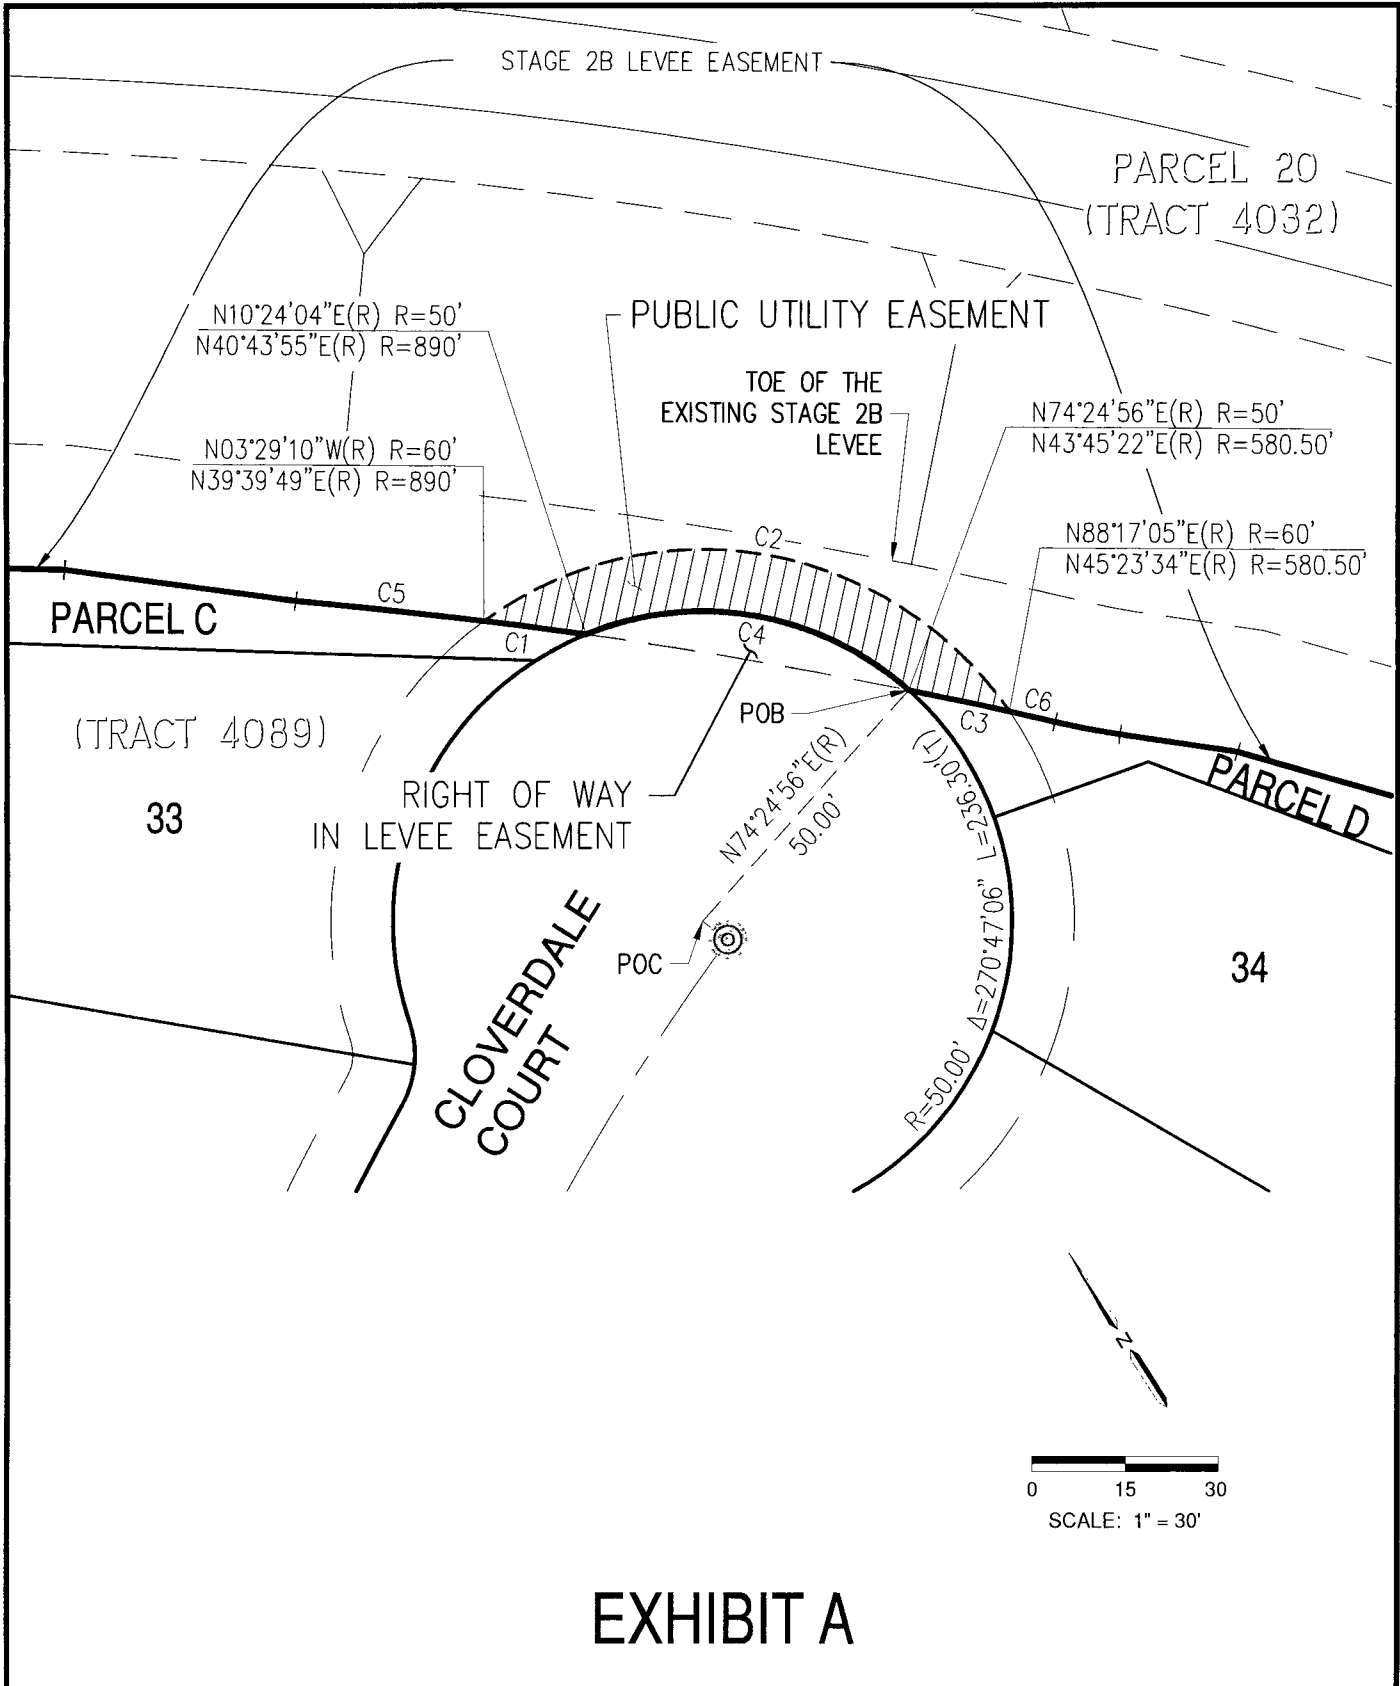 STAGE 2B LEVEE EASEMENT
PARCEL 20
(TRACT 4032)
N10°24'04"E(R) R=50'
N40°43'55"E(R) R=890'
PUBLIC UTILITY EASEMENT
TOE OF THE
EXISTING STAGE 2B
LEVEE
N74°24'56"E(R) R=50'
N43°45'22"E(R) R=580.50'
N03°29'10"W(R) R=60'
N39°39'49"E(R) R=890'
N88°17'05"E(R) R=60'
N45°23'34"E(R) R=580.50'
C2
C5
PARCEL C
C1
C4
POB
C3
C6
(TRACT 4089)
PARCEL D
33
RIGHT OF WAY
IN LEVEE EASEMENT
N74°24'56"E(R)
50.00'
R=50.00' Δ=270°47'06" L=236.30'(T)
POC
34
CLOVERDALE
COURT
N
0 15 30
SCALE: 1" = 30'
EXHIBIT A